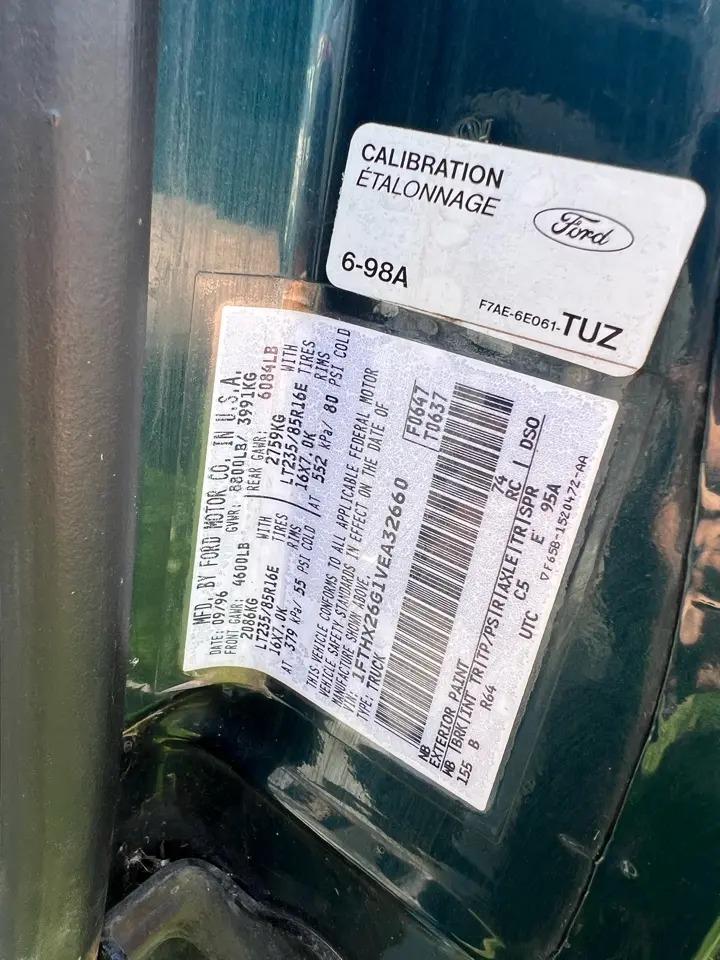 CALIBRATION
ÉTALONNAGE
Ford
6-98A
F7AE-6E061-TUZ
MFD. BY FORD MOTOR CO. IN U.S.A.
DATE: 09/96 GVWR: 8800LB/ 3991KG
FRONT GAWR: 4600LB REAR GAWR: 6084LB
2086KG WITH 2759KG WITH
LT235/85R16E TIRES LT235/85R16E TIRES
16X7.0K RIMS 16X7.0K RIMS
AT 379 kPa/ 55 PSI COLD AT 552 kPa/ 80 PSI COLD
THIS VEHICLE CONFORMS TO ALL APPLICABLE FEDERAL MOTOR
VEHICLE SAFETY STANDARDS IN EFFECT ON THE DATE OF
MANUFACTURE SHOWN ABOVE.
VIN: 1FTHX26G1VEA32660
TYPE: TRUCK
F0647
T0637
NB 74
EXTERIOR PAINT RC DSO
WB BRK INT TR TP/PS R AXLE TR SPR
155 B R64 C5 E 95A
UTC ▽F65B-1520472-AA